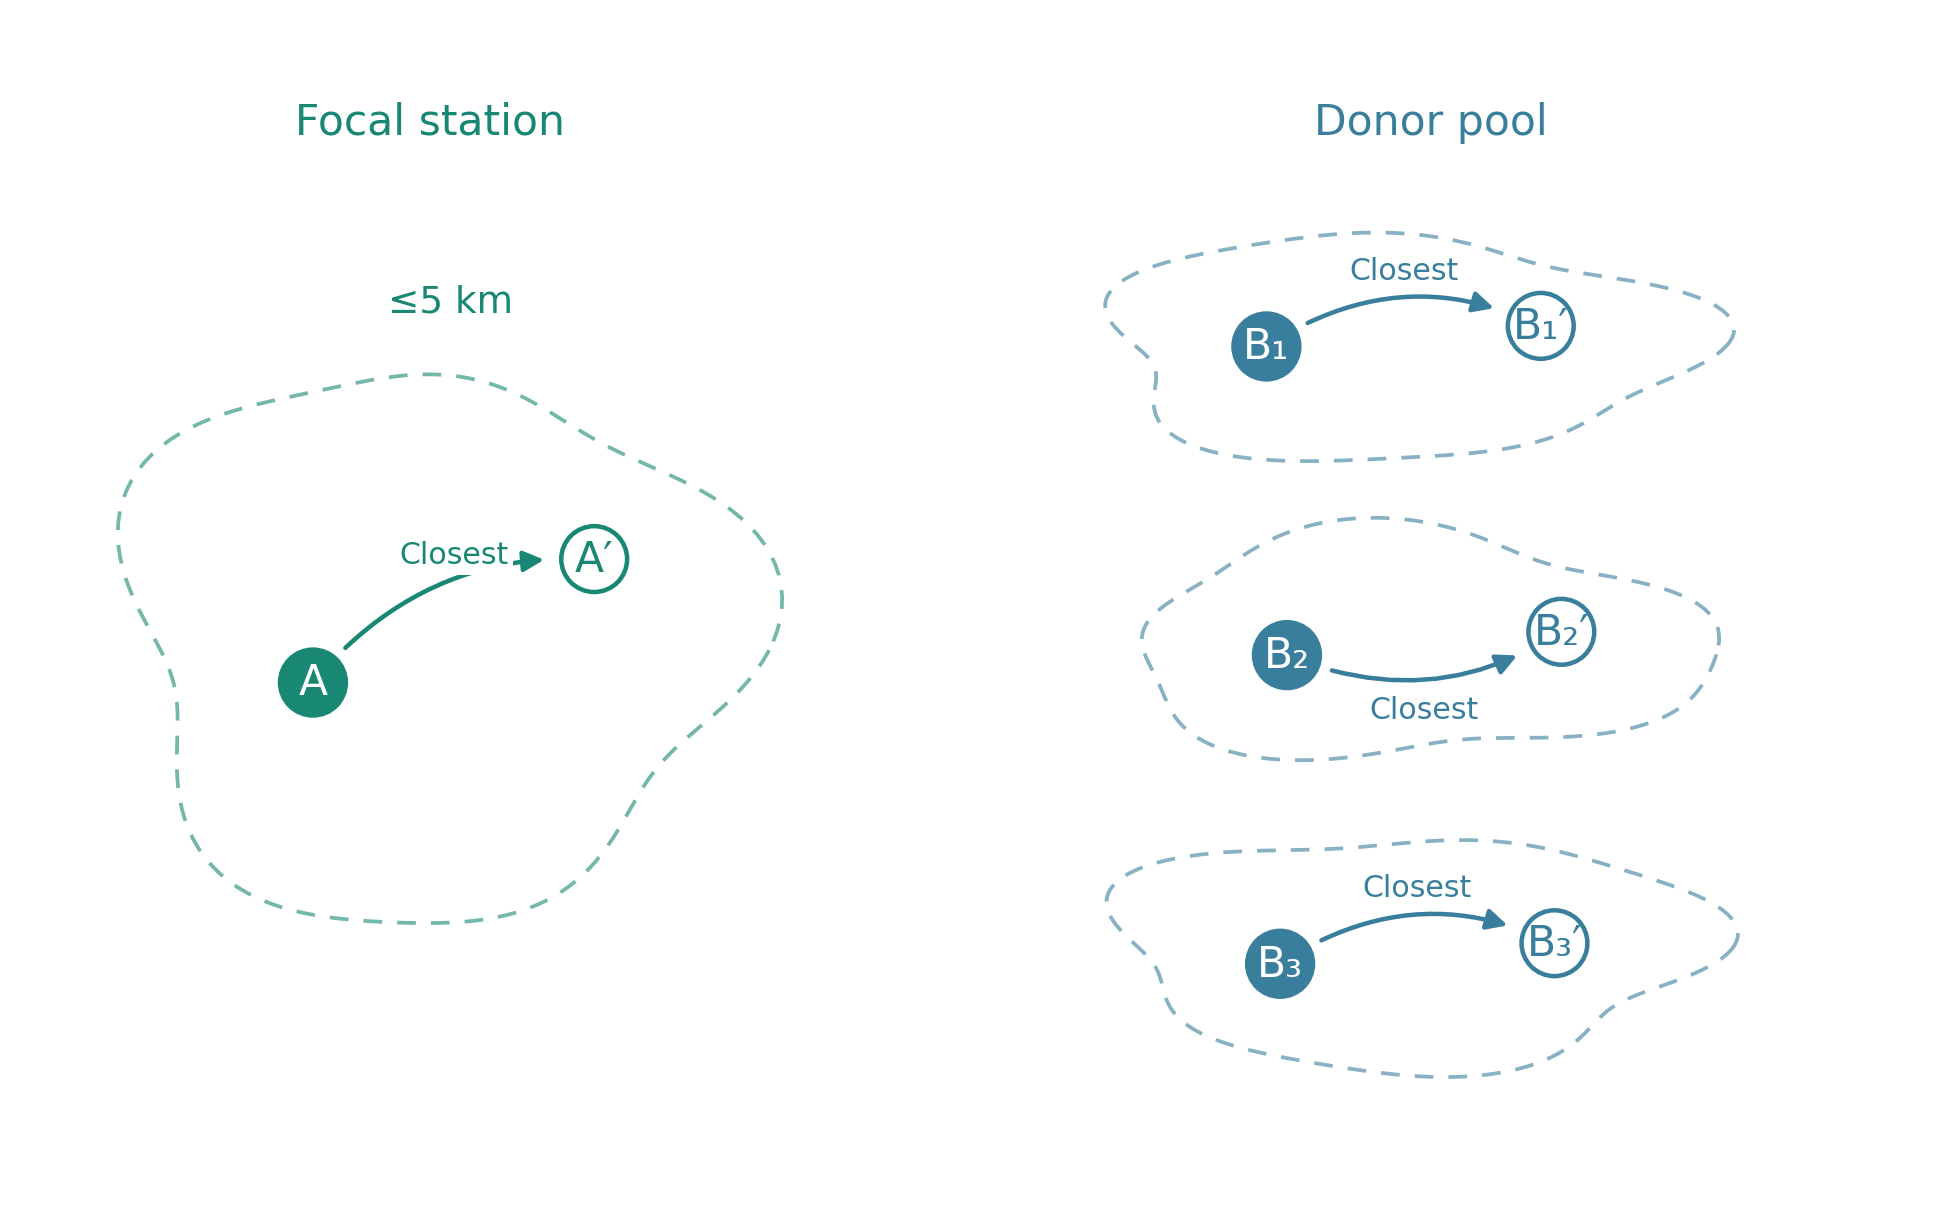 Focal station
≤5 km
Closest
A′
A
Donor pool
Closest
B₁
B₁′
B₂
B₂′
Closest
Closest
B₃
B₃′